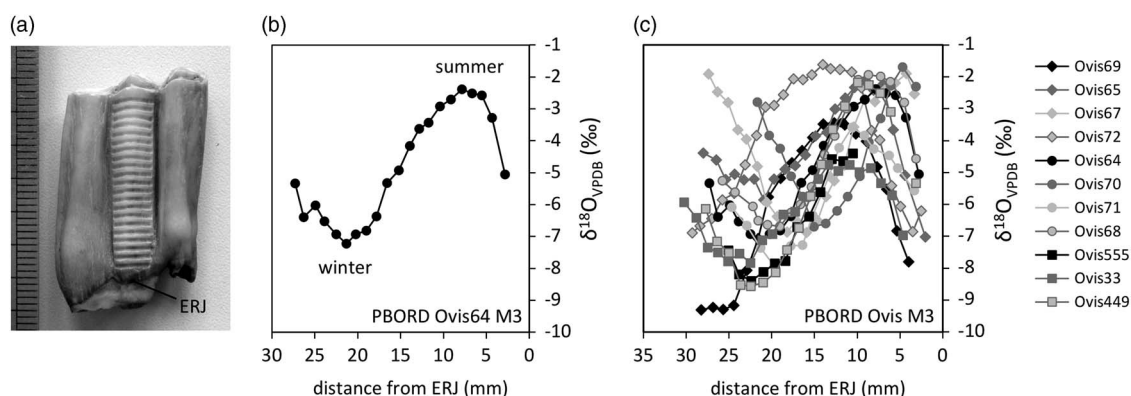 (a)
ERJ
(b)
summer
winter
PBORD Ovis64 M3
-1
-2
-3
-4
-5
-6
-7
-8
-9
-10
δ18OVPDB (‰)
30 25 20 15 10 5 0
distance from ERJ (mm)
(c)
PBORD Ovis M3
-1
-2
-3
-4
-5
-6
-7
-8
-9
-10
δ18OVPDB (‰)
35 30 25 20 15 10 5 0
distance from ERJ (mm)
Ovis69
Ovis65
Ovis67
Ovis72
Ovis64
Ovis70
Ovis71
Ovis68
Ovis555
Ovis33
Ovis449